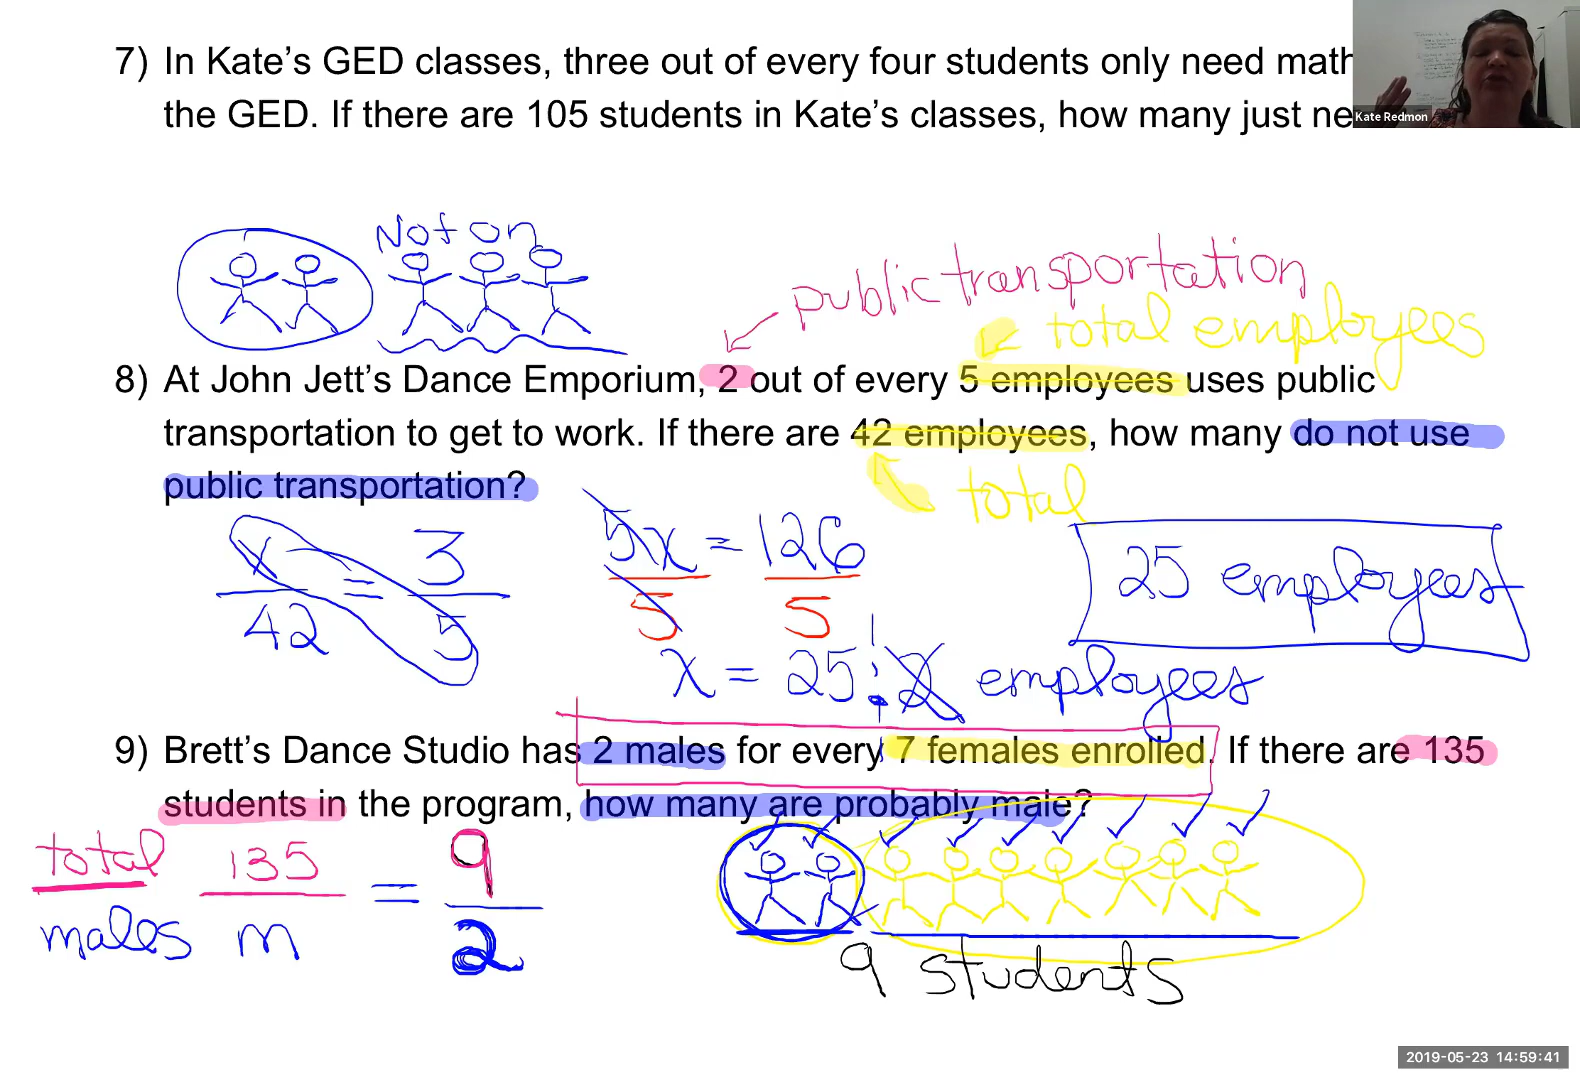 7) In Kate's GED classes, three out of every four students only need math
the GED. If there are 105 students in Kate's classes, how many just ne
Kate Redmon
Not on
public transportation
total employees
8) At John Jett's Dance Emporium, 2 out of every 5 employees uses public
transportation to get to work. If there are 42 employees, how many do not use
public transportation?
total
x/42 = 3/5
5x/5 = 126/5
25 employees
x = 25.2 employees
9) Brett's Dance Studio has 2 males for every 7 females enrolled. If there are 135
students in the program, how many are probably male?
total 135 = 9
males m 2
9 students
2019-05-23 14:59:41